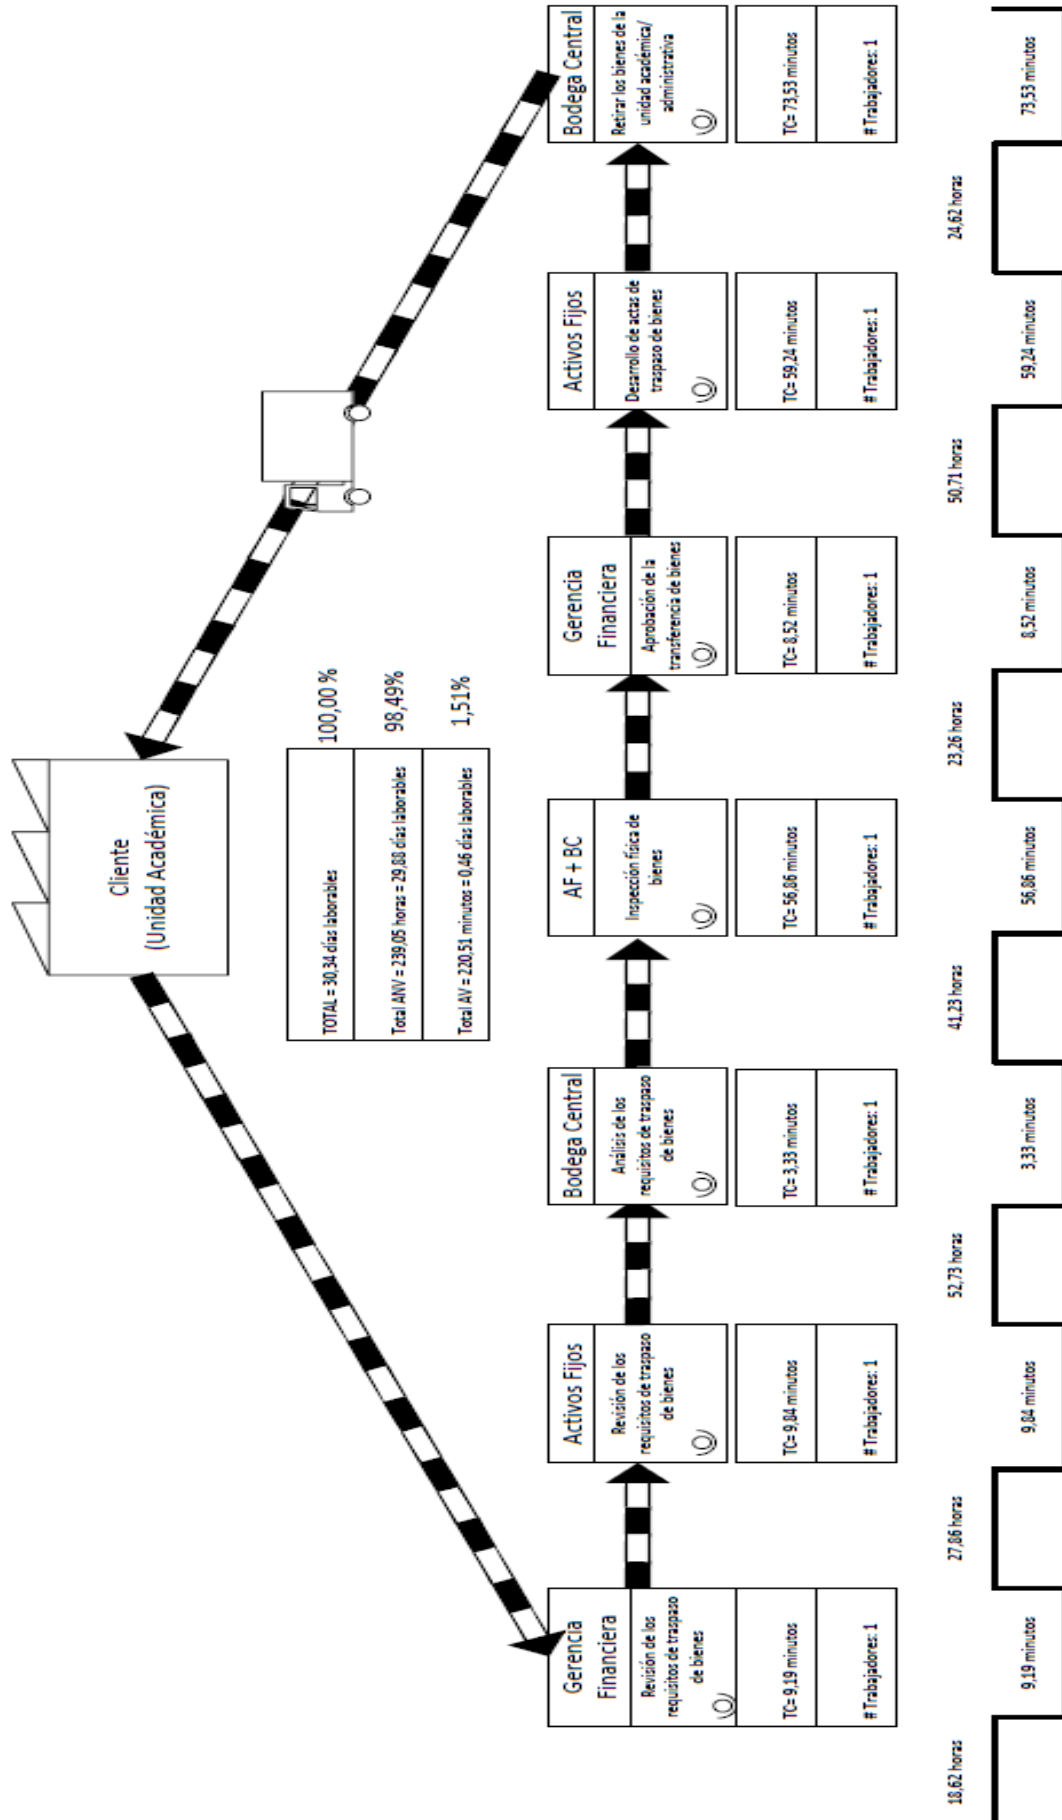 Cliente
(Unidad Académica)
TOTAL = 30,34 días laborables
100,00 %
Total ANV = 239,05 horas = 29,88 días laborables
98,49%
Total AV = 220,51 minutos = 0,46 días laborables
1,51%
Gerencia
Financiera
Revisión de los
requisitos de traspaso
de bienes
TC= 9,19 minutos
# Trabajadores: 1
Activos Fijos
Revisión de los
requisitos de traspaso
de bienes
TC= 9,84 minutos
# Trabajadores: 1
Bodega Central
Análisis de los
requisitos de traspaso
de bienes
TC= 3,33 minutos
# Trabajadores: 1
AF + BC
Inspección física de
bienes
TC= 56,86 minutos
# Trabajadores: 1
Gerencia
Financiera
Aprobación de la
transferencia de bienes
TC= 8,52 minutos
# Trabajadores: 1
Activos Fijos
Desarrollo de actas de
traspaso de bienes
TC= 59,24 minutos
# Trabajadores: 1
Bodega Central
Retirar los bienes de la
unidad académica/
administrativa
TC= 73,53 minutos
# Trabajadores: 1
18,62 horas
9,19 minutos
27,86 horas
9,84 minutos
52,73 horas
3,33 minutos
41,23 horas
56,86 minutos
23,26 horas
8,52 minutos
50,71 horas
59,24 minutos
24,62 horas
73,53 minutos